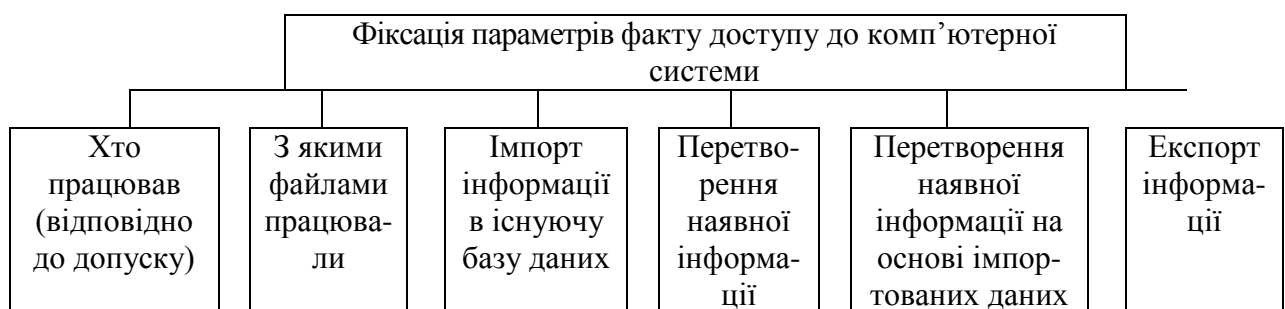 Фіксація параметрів факту доступу до комп’ютерної
системи
Хто
працював
(відповідно
до допуску)
З якими
файлами
працюва-
ли
Імпорт
інформації
в існуючу
базу даних
Перетво-
рення
наявної
інформа-
ції
Перетворення
наявної
інформації на
основі імпор-
тованих даних
Експорт
інформа-
ції